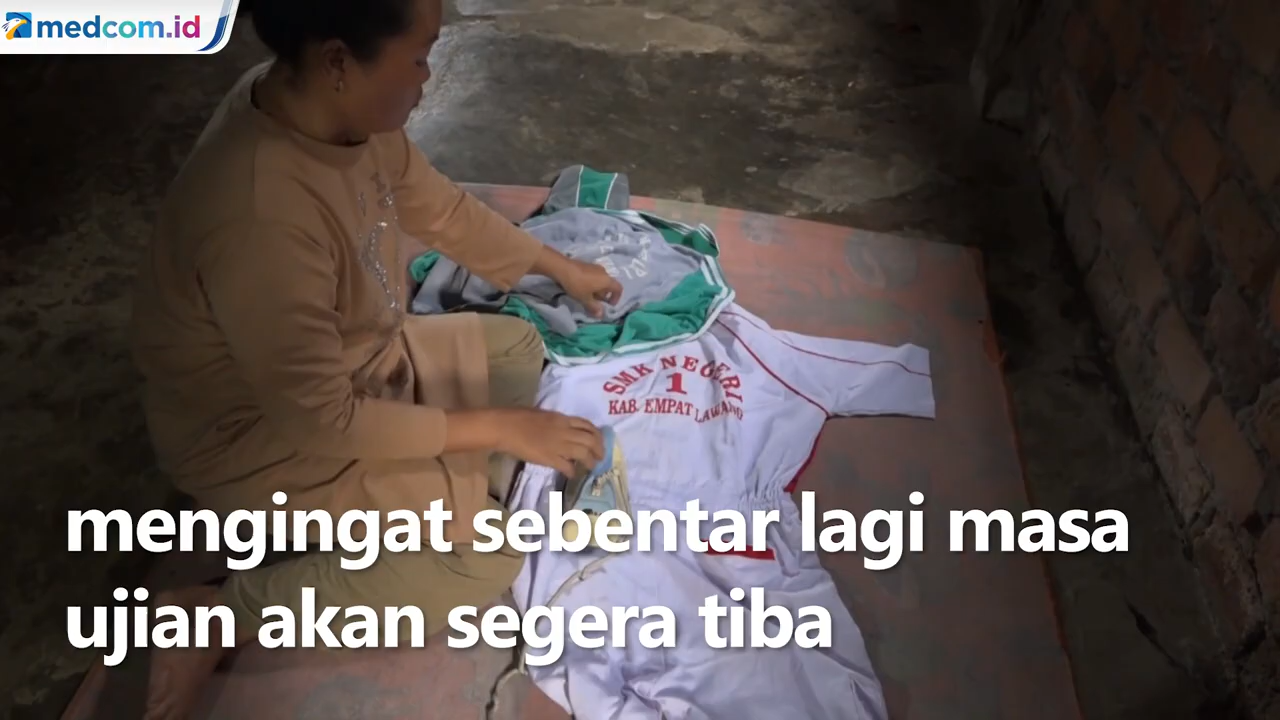 medcom.id
SMK NEGERI
1
KAB. EMPAT LAWANG
mengingat sebentar lagi masa
ujian akan segera tiba